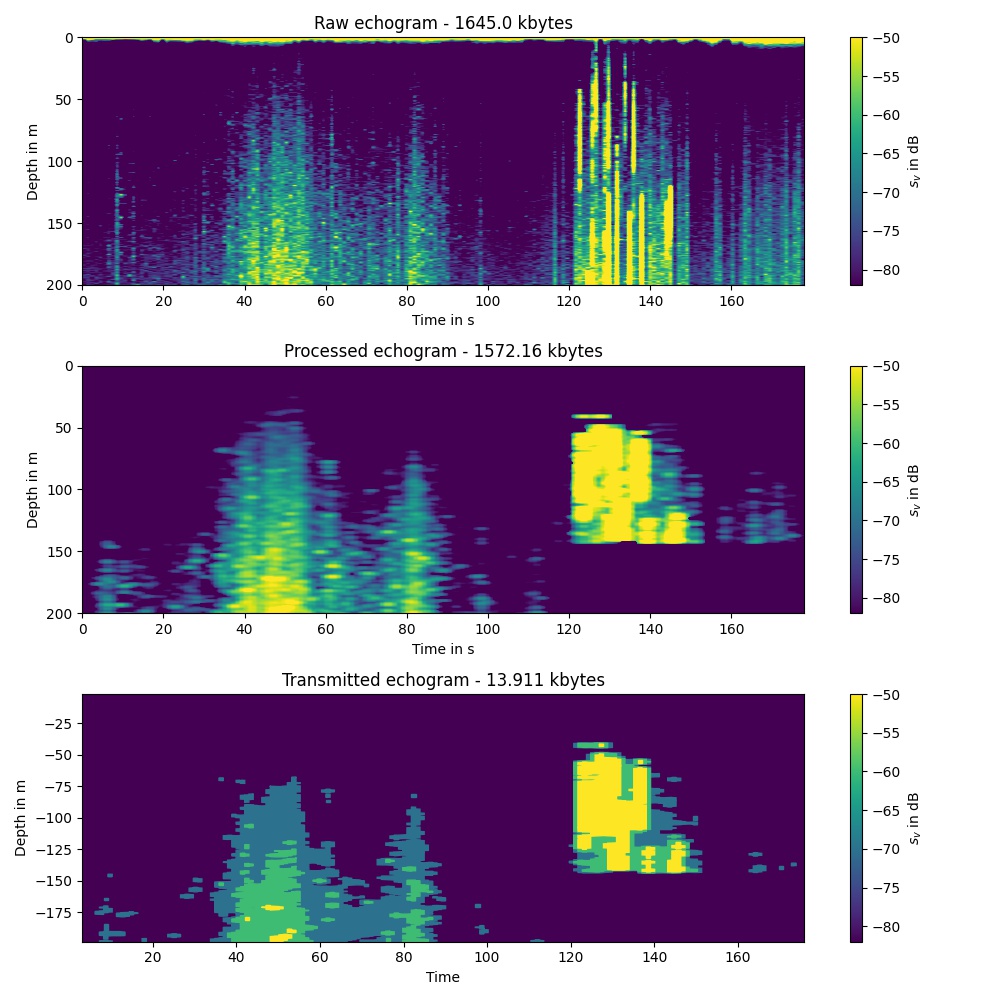 Raw echogram - 1645.0 kbytes
0
50
100
150
200
Depth in m
0 20 40 60 80 100 120 140 160
Time in s
−50
−55
−60
−65
−70
−75
−80
s_v in dB
Processed echogram - 1572.16 kbytes
0
50
100
150
200
Depth in m
0 20 40 60 80 100 120 140 160
Time in s
−50
−55
−60
−65
−70
−75
−80
s_v in dB
Transmitted echogram - 13.911 kbytes
−25
−50
−75
−100
−125
−150
−175
Depth in m
20 40 60 80 100 120 140 160
Time
−50
−55
−60
−65
−70
−75
−80
s_v in dB